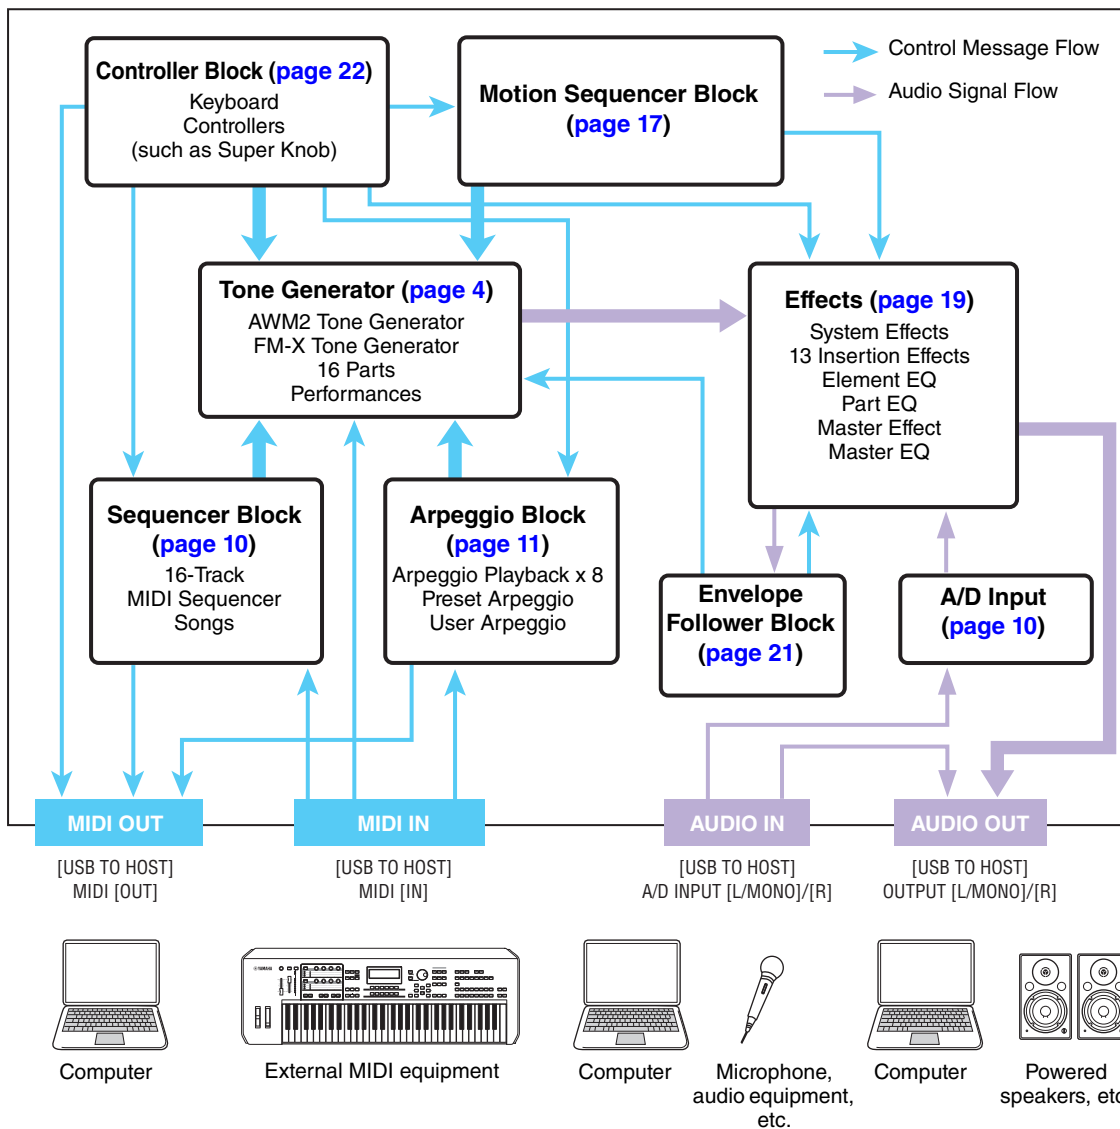 Control Message Flow
Audio Signal Flow
Controller Block (page 22)
Keyboard
Controllers
(such as Super Knob)
Motion Sequencer Block
(page 17)
Tone Generator (page 4)
AWM2 Tone Generator
FM-X Tone Generator
16 Parts
Performances
Effects (page 19)
System Effects
13 Insertion Effects
Element EQ
Part EQ
Master Effect
Master EQ
Sequencer Block
(page 10)
16-Track
MIDI Sequencer
Songs
Arpeggio Block
(page 11)
Arpeggio Playback x 8
Preset Arpeggio
User Arpeggio
Envelope
Follower Block
(page 21)
A/D Input
(page 10)
MIDI OUT
MIDI IN
AUDIO IN
AUDIO OUT
[USB TO HOST]
MIDI [OUT]
[USB TO HOST]
MIDI [IN]
[USB TO HOST]
A/D INPUT [L/MONO]/[R]
[USB TO HOST]
OUTPUT [L/MONO]/[R]
YAMAHA
Computer
External MIDI equipment
Computer
Microphone,
audio equipment,
etc.
Computer
Powered
speakers, etc